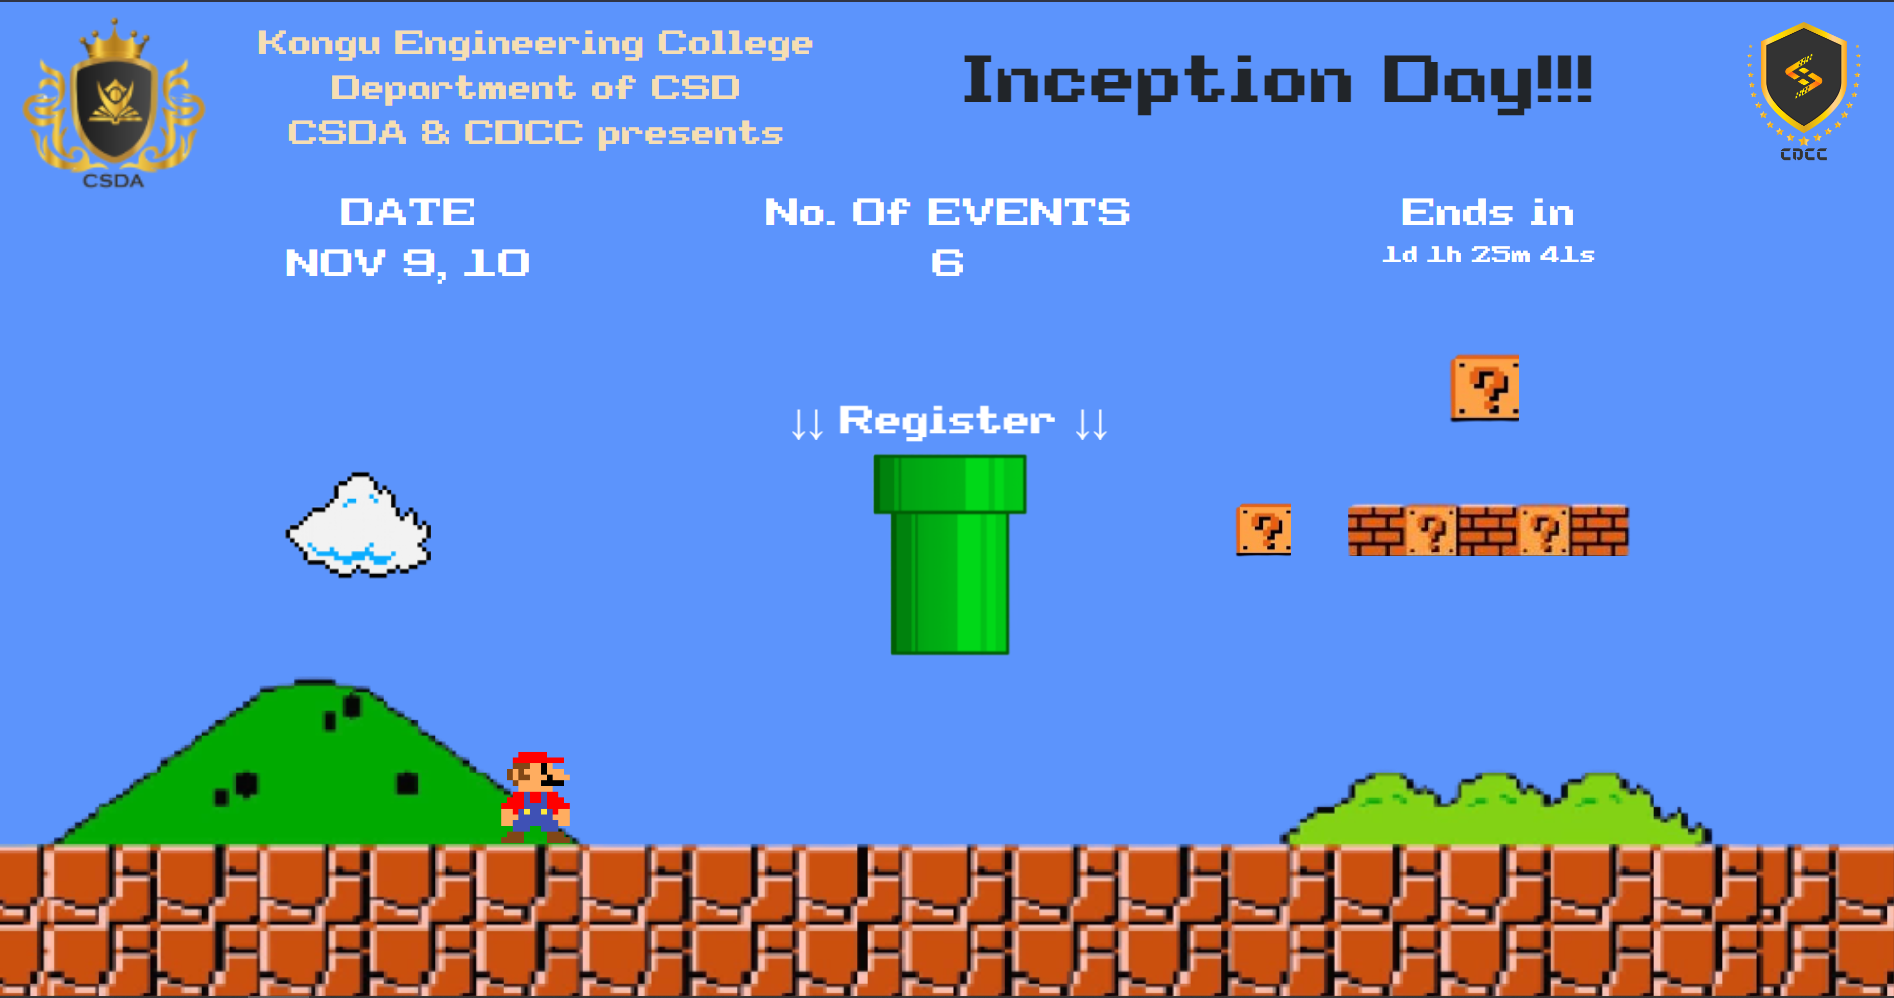 Kongu Engineering College
Department of CSD
CSDA & CDCC presents
Inception Day!!!
CSDA
CDCC
DATE
NOV 9, 10
No. Of EVENTS
6
Ends in
1d 1h 25m 41s
↓↓ Register ↓↓
?
?
?
?